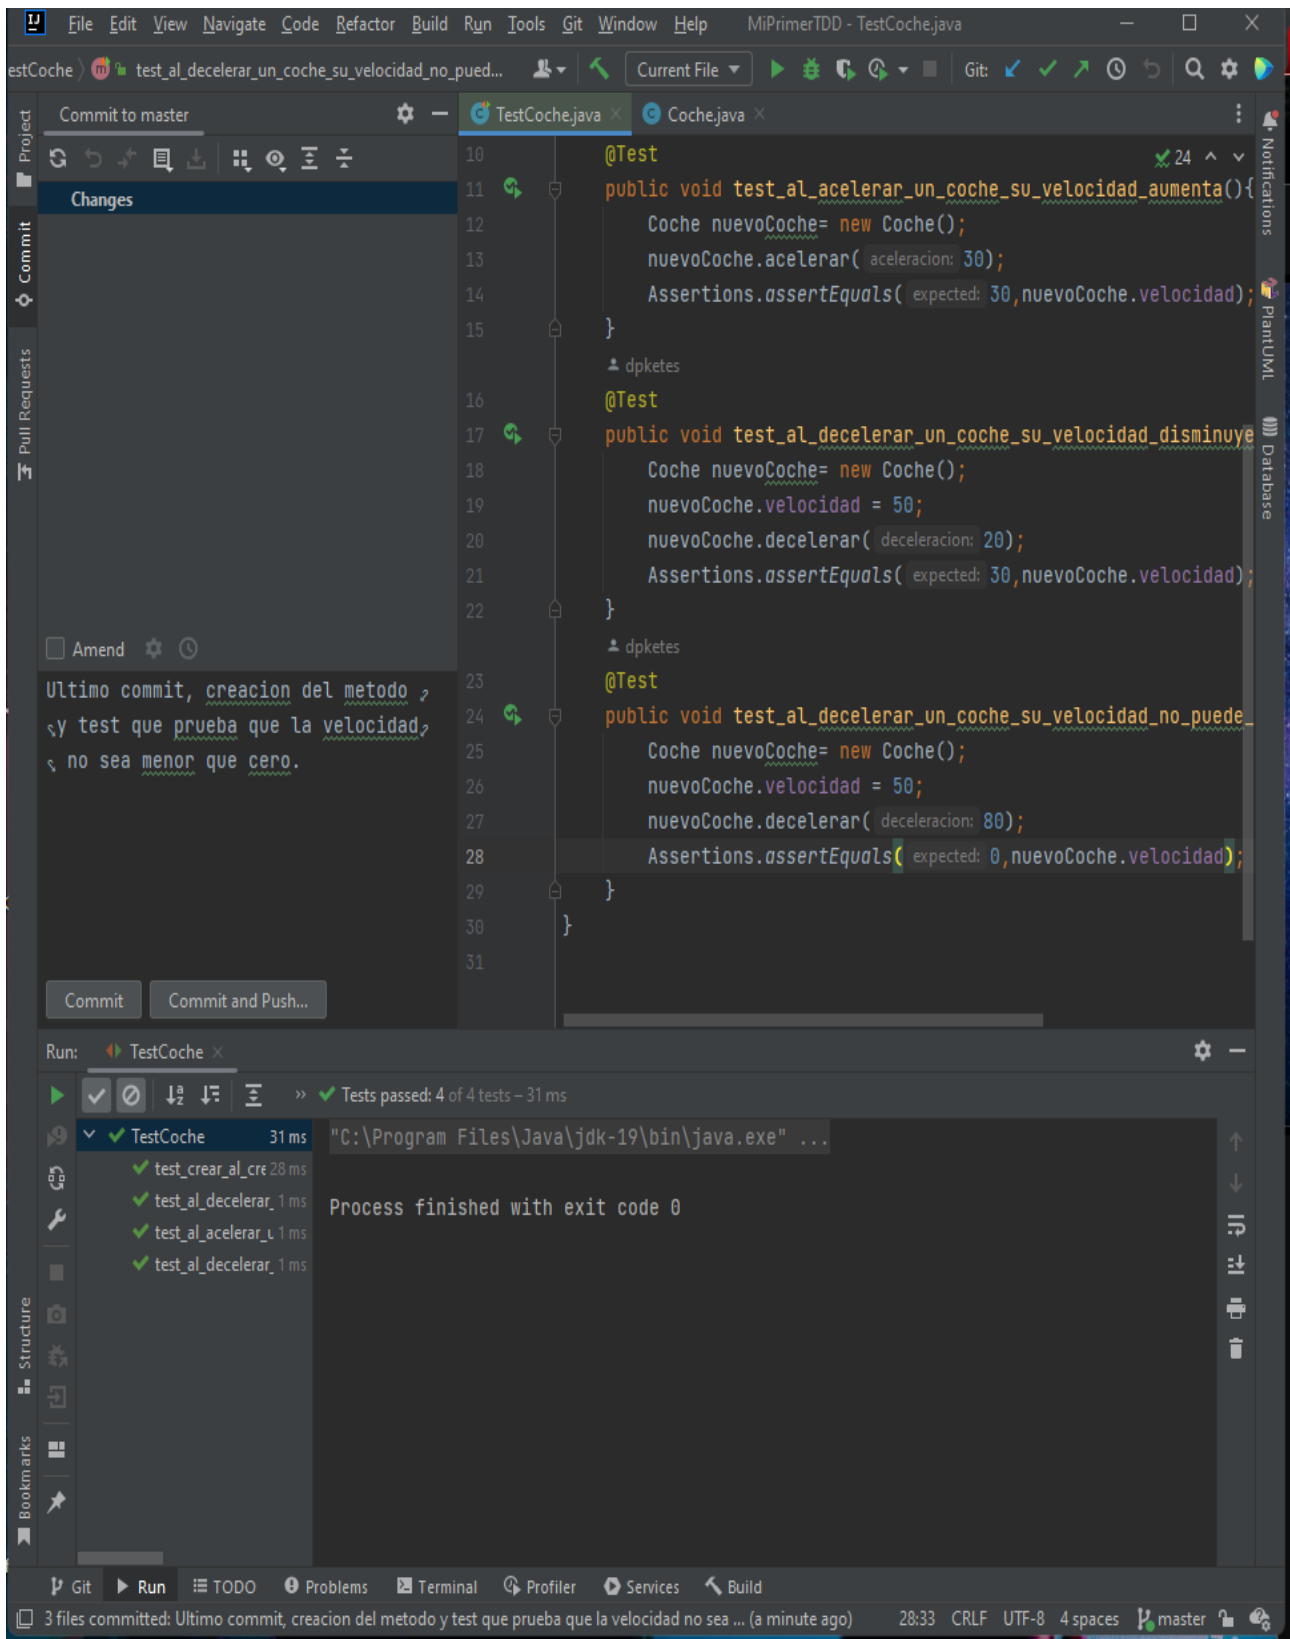 File Edit View Navigate Code Refactor Build Run Tools Git Window Help MiPrimerTDD - TestCoche.java
estCoche test_al_decelerar_un_coche_su_velocidad_no_pued... Current File Git:
Project
Commit
Pull Requests
Structure
Bookmarks
Commit to master
Changes
Amend
Ultimo commit, creacion del metodo
y test que prueba que la velocidad
no sea menor que cero.
Commit Commit and Push...
TestCoche.java Coche.java
24
10 @Test
11 public void test_al_acelerar_un_coche_su_velocidad_aumenta(){
12 Coche nuevoCoche= new Coche();
13 nuevoCoche.acelerar( aceleracion: 30);
14 Assertions.assertEquals( expected: 30,nuevoCoche.velocidad);
15 }
dpketes
16 @Test
17 public void test_al_decelerar_un_coche_su_velocidad_disminuye
18 Coche nuevoCoche= new Coche();
19 nuevoCoche.velocidad = 50;
20 nuevoCoche.decelerar( deceleracion: 20);
21 Assertions.assertEquals( expected: 30,nuevoCoche.velocidad);
22 }
dpketes
23 @Test
24 public void test_al_decelerar_un_coche_su_velocidad_no_puede_
25 Coche nuevoCoche= new Coche();
26 nuevoCoche.velocidad = 50;
27 nuevoCoche.decelerar( deceleracion: 80);
28 Assertions.assertEquals( expected: 0,nuevoCoche.velocidad);
29 }
30 }
31
Notifications
PlantUML
Database
Run: TestCoche
» Tests passed: 4 of 4 tests – 31 ms
TestCoche 31 ms
test_crear_al_cre 28 ms
test_al_decelerar_ 1 ms
test_al_acelerar_u 1 ms
test_al_decelerar_ 1 ms
"C:\Program Files\Java\jdk-19\bin\java.exe" ...
Process finished with exit code 0
Git Run TODO Problems Terminal Profiler Services Build
3 files committed: Ultimo commit, creacion del metodo y test que prueba que la velocidad no sea ... (a minute ago) 28:33 CRLF UTF-8 4 spaces master